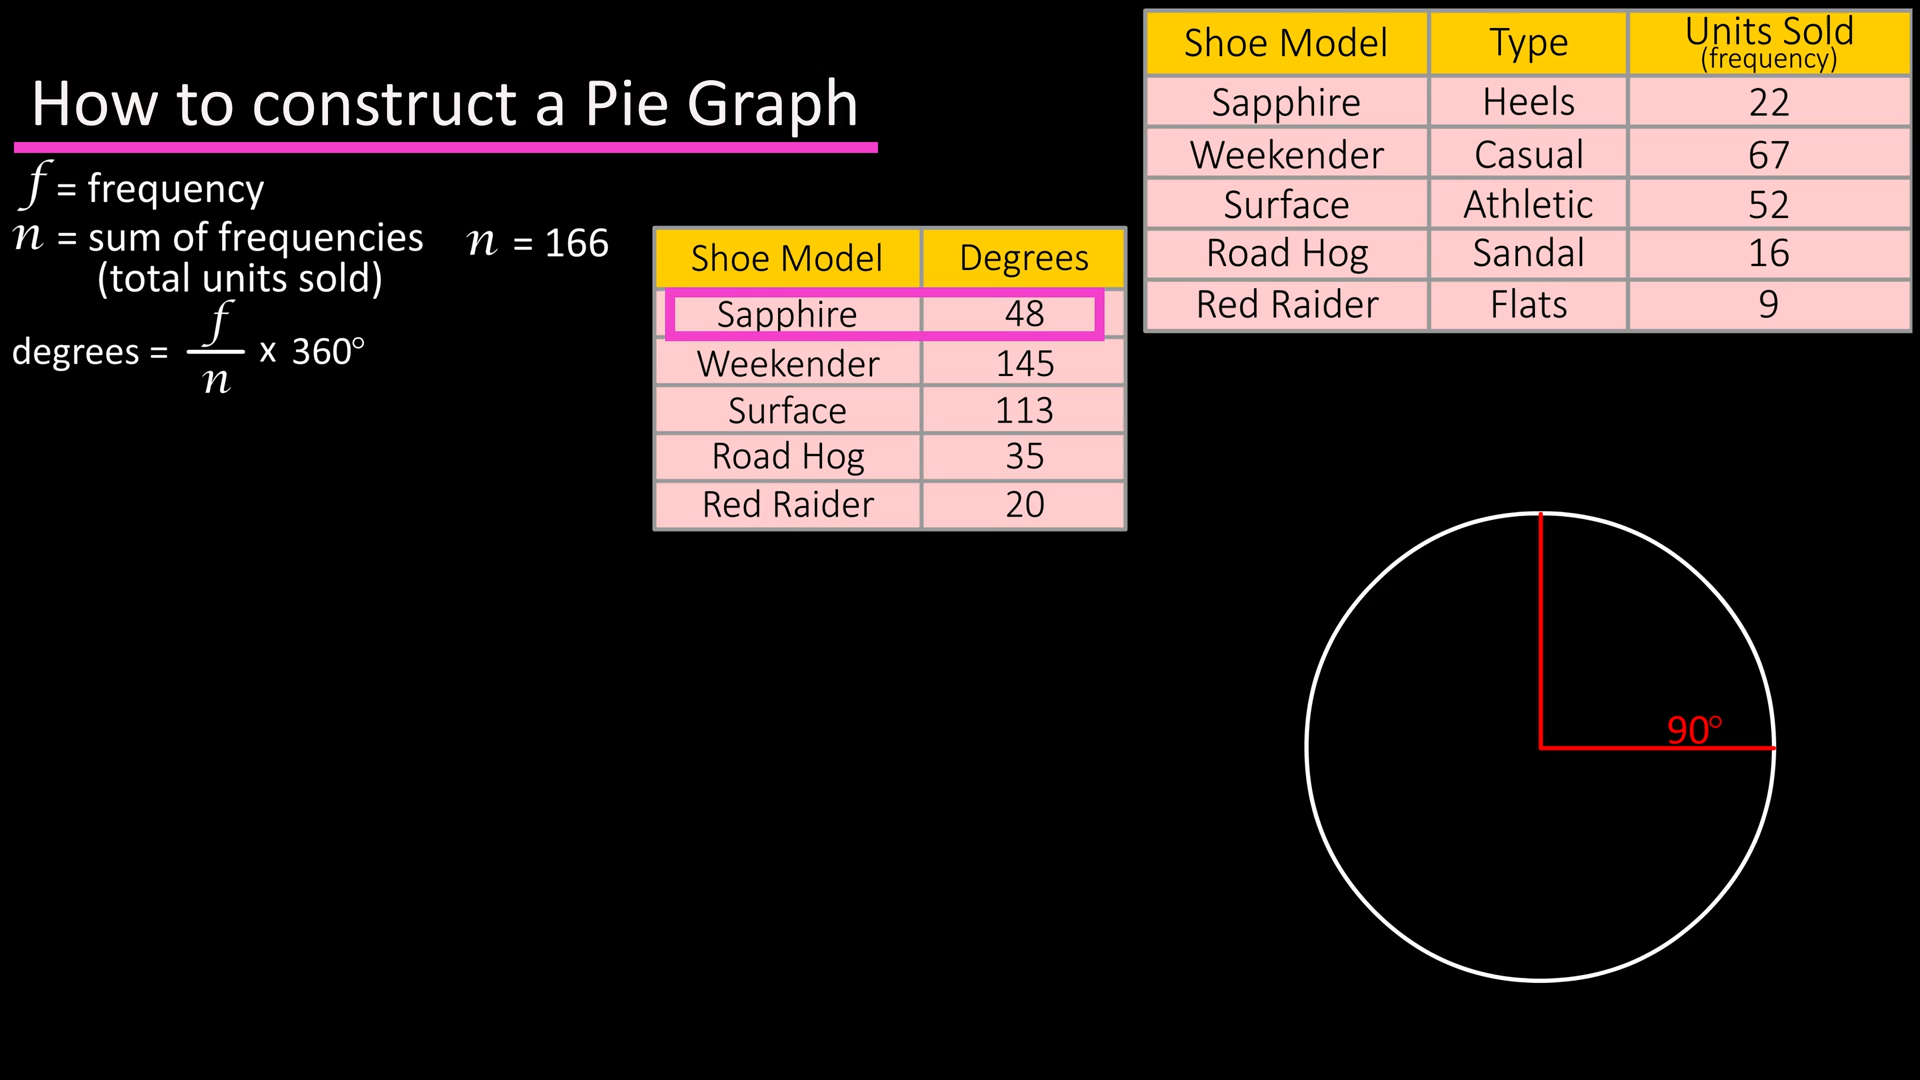 How to construct a Pie Graph
f = frequency
n = sum of frequencies
(total units sold)
n = 166
degrees = f/n x 360°
Shoe Model Degrees
Sapphire 48
Weekender 145
Surface 113
Road Hog 35
Red Raider 20
Shoe Model Type Units Sold (frequency)
Sapphire Heels 22
Weekender Casual 67
Surface Athletic 52
Road Hog Sandal 16
Red Raider Flats 9
90°